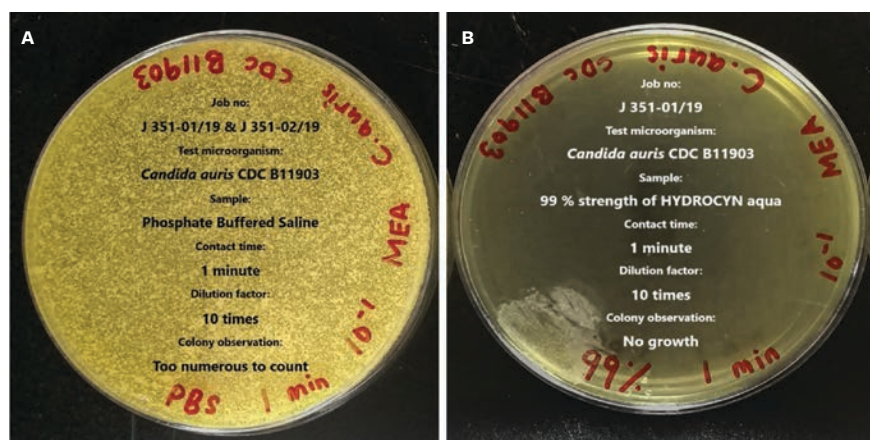 A
C. auris CDC B11903
Job no:
J 351-01/19 & J 351-02/19
Test microorganism:
Candida auris CDC B11903
Sample:
Phosphate Buffered Saline
Contact time:
1 minute
Dilution factor:
10 times
Colony observation:
Too numerous to count
MEA
10-1
PBS
1 min
B
C. auris CDC B11903
Job no:
J 351-01/19
Test microorganism:
Candida auris CDC B11903
Sample:
99 % strength of HYDROCYN aqua
Contact time:
1 minute
Dilution factor:
10 times
Colony observation:
No growth
MEA
10-1
99%
1 min